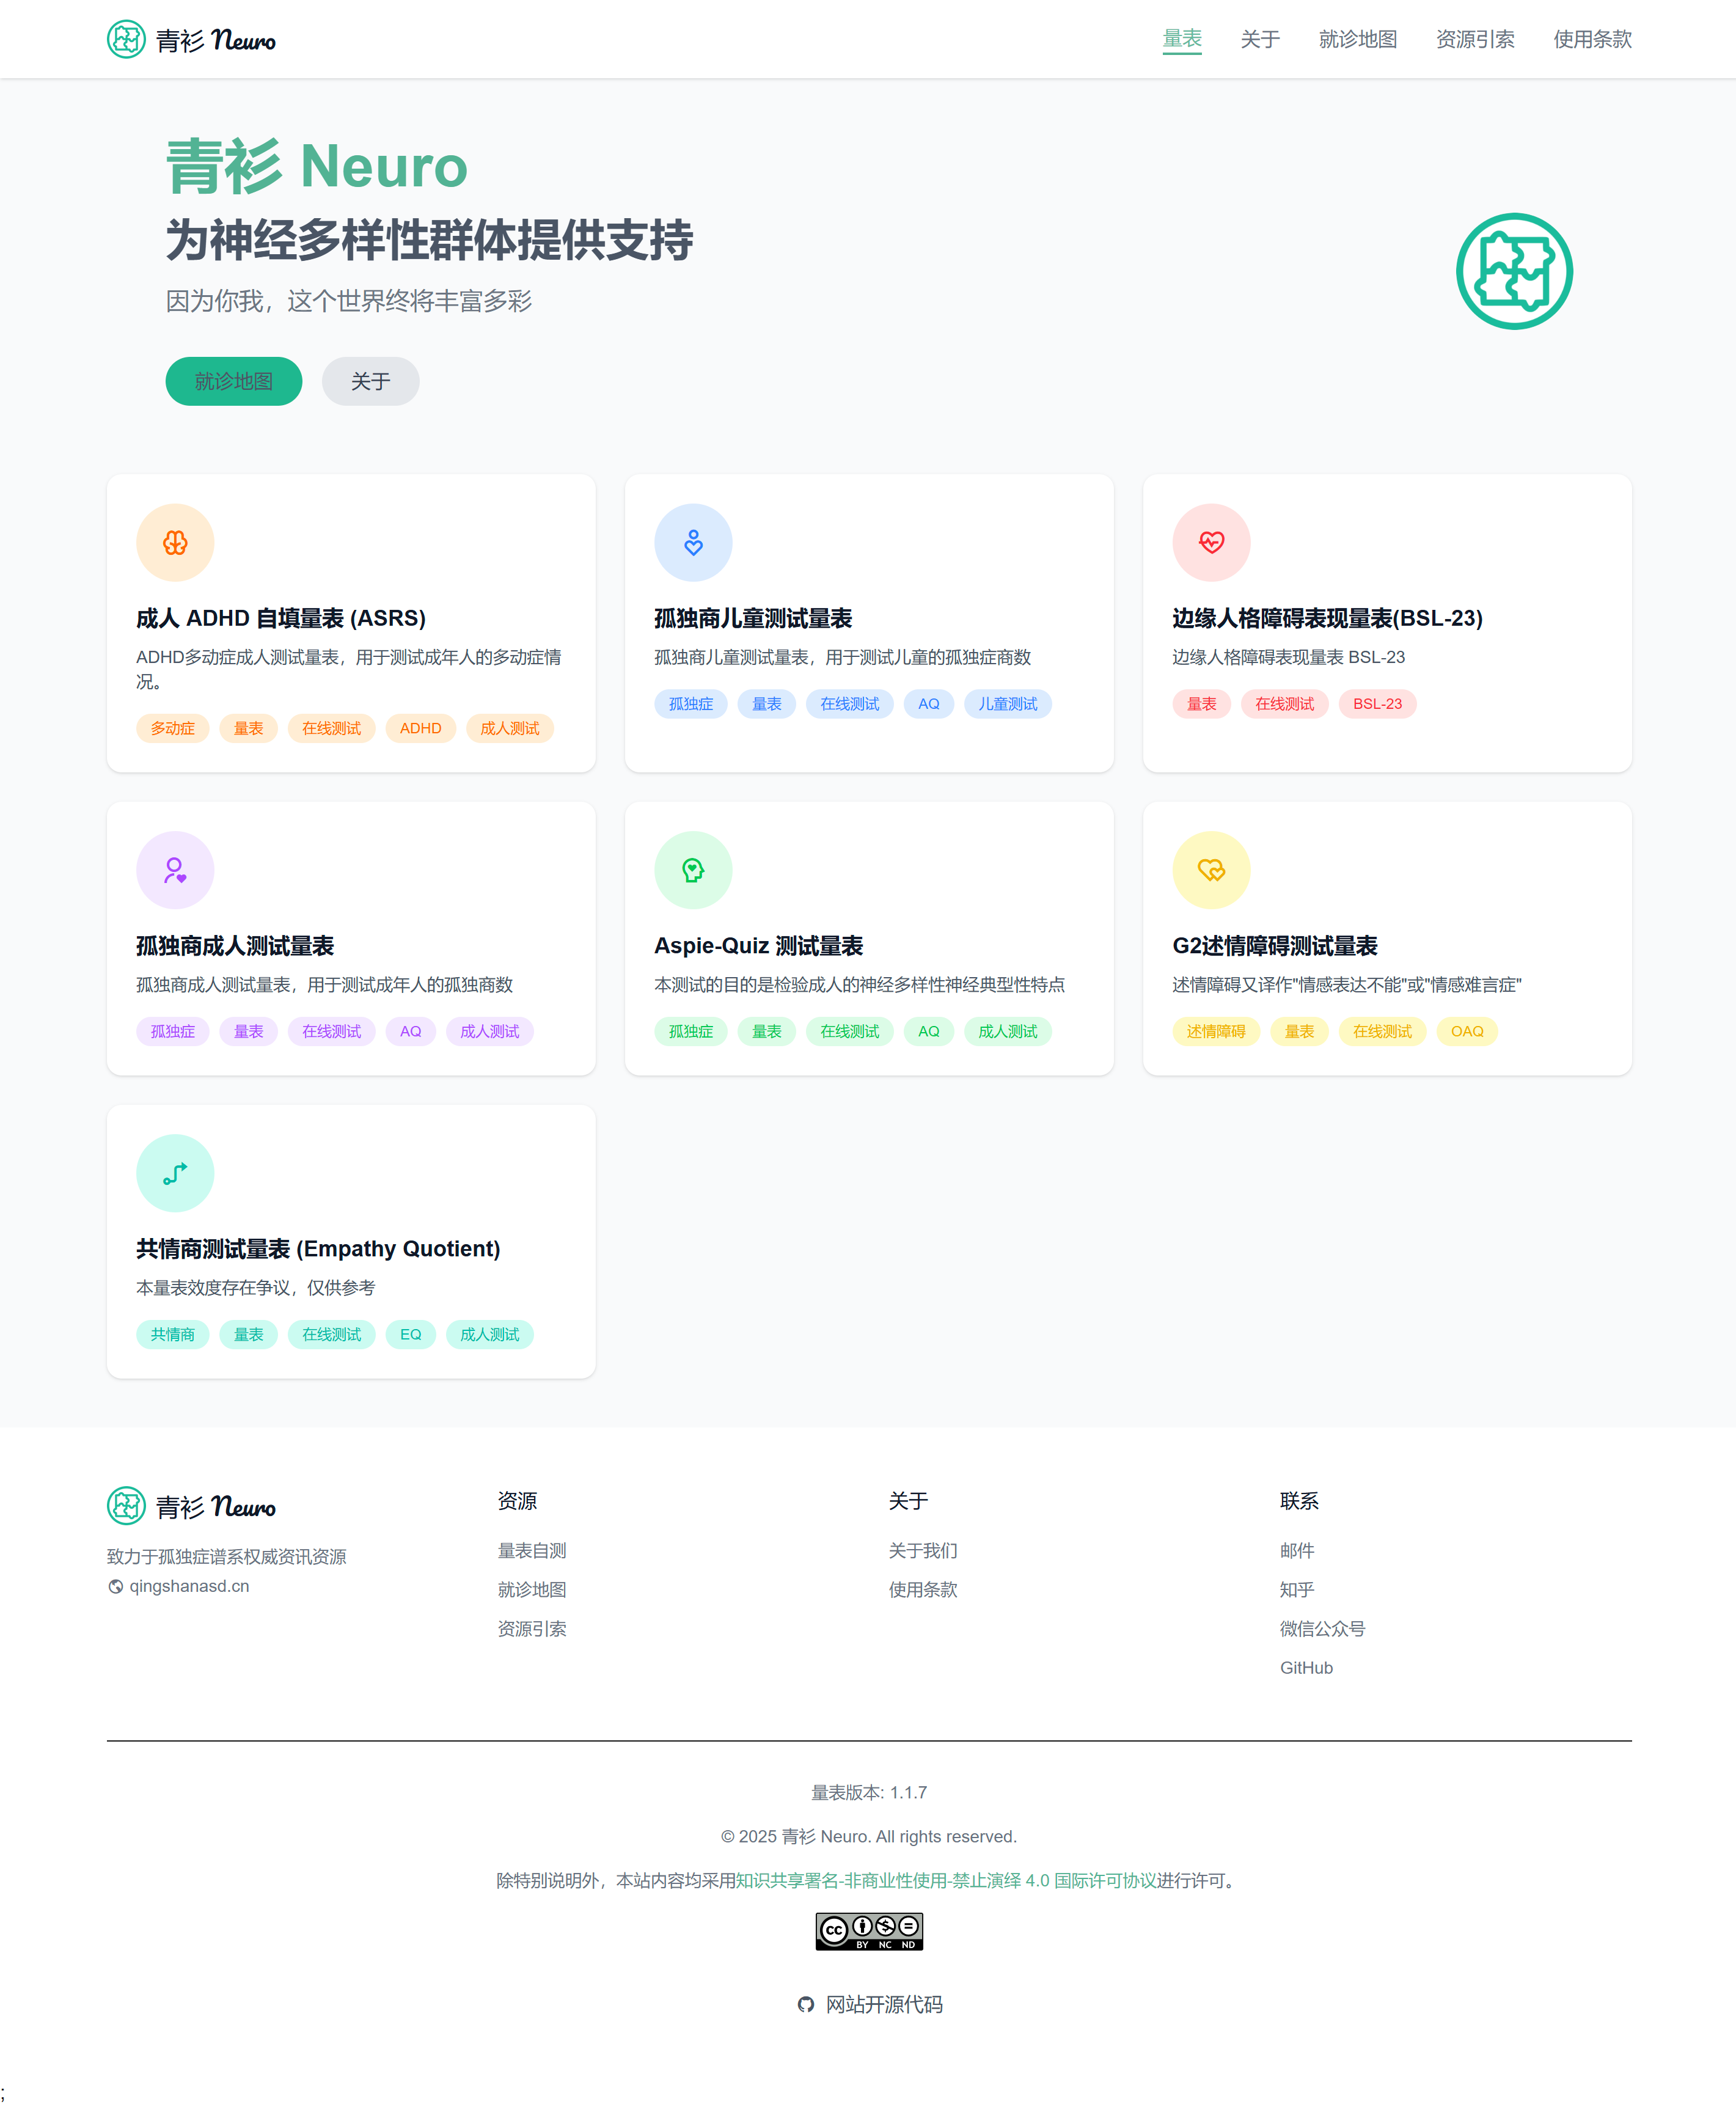 青衫 Neuro
量表 关于 就诊地图 资源引索 使用条款
青衫 Neuro
为神经多样性群体提供支持
因为你我，这个世界终将丰富多彩
就诊地图 关于
成人 ADHD 自填量表 (ASRS)
ADHD多动症成人测试量表，用于测试成年人的多动症情
况。
多动症 量表 在线测试 ADHD 成人测试
孤独商儿童测试量表
孤独商儿童测试量表，用于测试儿童的孤独症商数
孤独症 量表 在线测试 AQ 儿童测试
边缘人格障碍表现量表(BSL-23)
边缘人格障碍表现量表 BSL-23
量表 在线测试 BSL-23
孤独商成人测试量表
孤独商成人测试量表，用于测试成年人的孤独商数
孤独症 量表 在线测试 AQ 成人测试
Aspie-Quiz 测试量表
本测试的目的是检验成人的神经多样性神经典型性特点
孤独症 量表 在线测试 AQ 成人测试
G2述情障碍测试量表
述情障碍又译作"情感表达不能"或"情感难言症"
述情障碍 量表 在线测试 OAQ
共情商测试量表 (Empathy Quotient)
本量表效度存在争议，仅供参考
共情商 量表 在线测试 EQ 成人测试
青衫 Neuro
致力于孤独症谱系权威资讯资源
qingshanasd.cn
资源
量表自测
就诊地图
资源引索
关于
关于我们
使用条款
联系
邮件
知乎
微信公众号
GitHub
量表版本: 1.1.7
© 2025 青衫 Neuro. All rights reserved.
除特别说明外，本站内容均采用知识共享署名-非商业性使用-禁止演绎 4.0 国际许可协议进行许可。
cc BY NC ND
网站开源代码
;